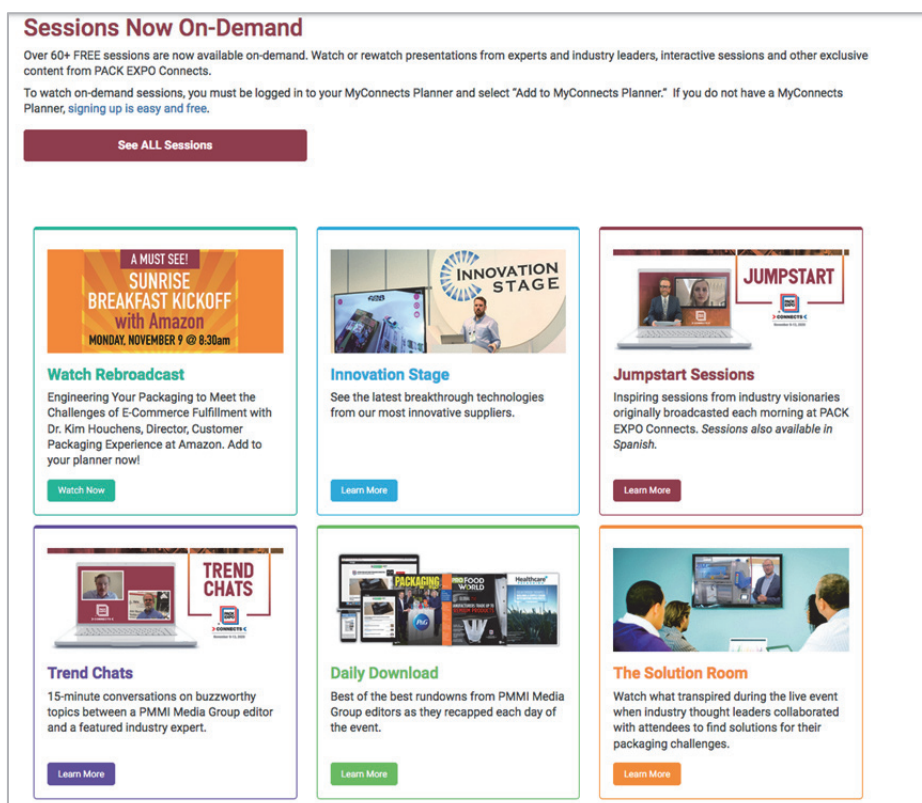 Sessions Now On-Demand
Over 60+ FREE sessions are now available on-demand. Watch or rewatch presentations from experts and industry leaders, interactive sessions and other exclusive
content from PACK EXPO Connects.
To watch on-demand sessions, you must be logged in to your MyConnects Planner and select “Add to MyConnects Planner.” If you do not have a MyConnects
Planner, signing up is easy and free.
See ALL Sessions
A MUST SEE!
SUNRISE
BREAKFAST KICKOFF
with Amazon
MONDAY, NOVEMBER 9 @ 8:30am
Watch Rebroadcast
Engineering Your Packaging to Meet the
Challenges of E-Commerce Fulfillment with
Dr. Kim Houchens, Director, Customer
Packaging Experience at Amazon. Add to
your planner now!
Watch Now
INNOVATION
STAGE
Innovation Stage
See the latest breakthrough technologies
from our most innovative suppliers.
Learn More
JUMPSTART
CONNECTS
November 9-13, 2020
Jumpstart Sessions
Inspiring sessions from industry visionaries
originally broadcasted each morning at PACK
EXPO Connects. Sessions also available in
Spanish.
Learn More
TREND
CHATS
CONNECTS
November 9-13, 2020
Trend Chats
15-minute conversations on buzzworthy
topics between a PMMI Media Group editor
and a featured industry expert.
Learn More
PACKAGING
P&G
FOOD
WORLD
Healthcare
Daily Download
Best of the best rundowns from PMMI Media
Group editors as they recapped each day of
the event.
Learn More
The Solution Room
Watch what transpired during the live event
when industry thought leaders collaborated
with attendees to find solutions for their
packaging challenges.
Learn More